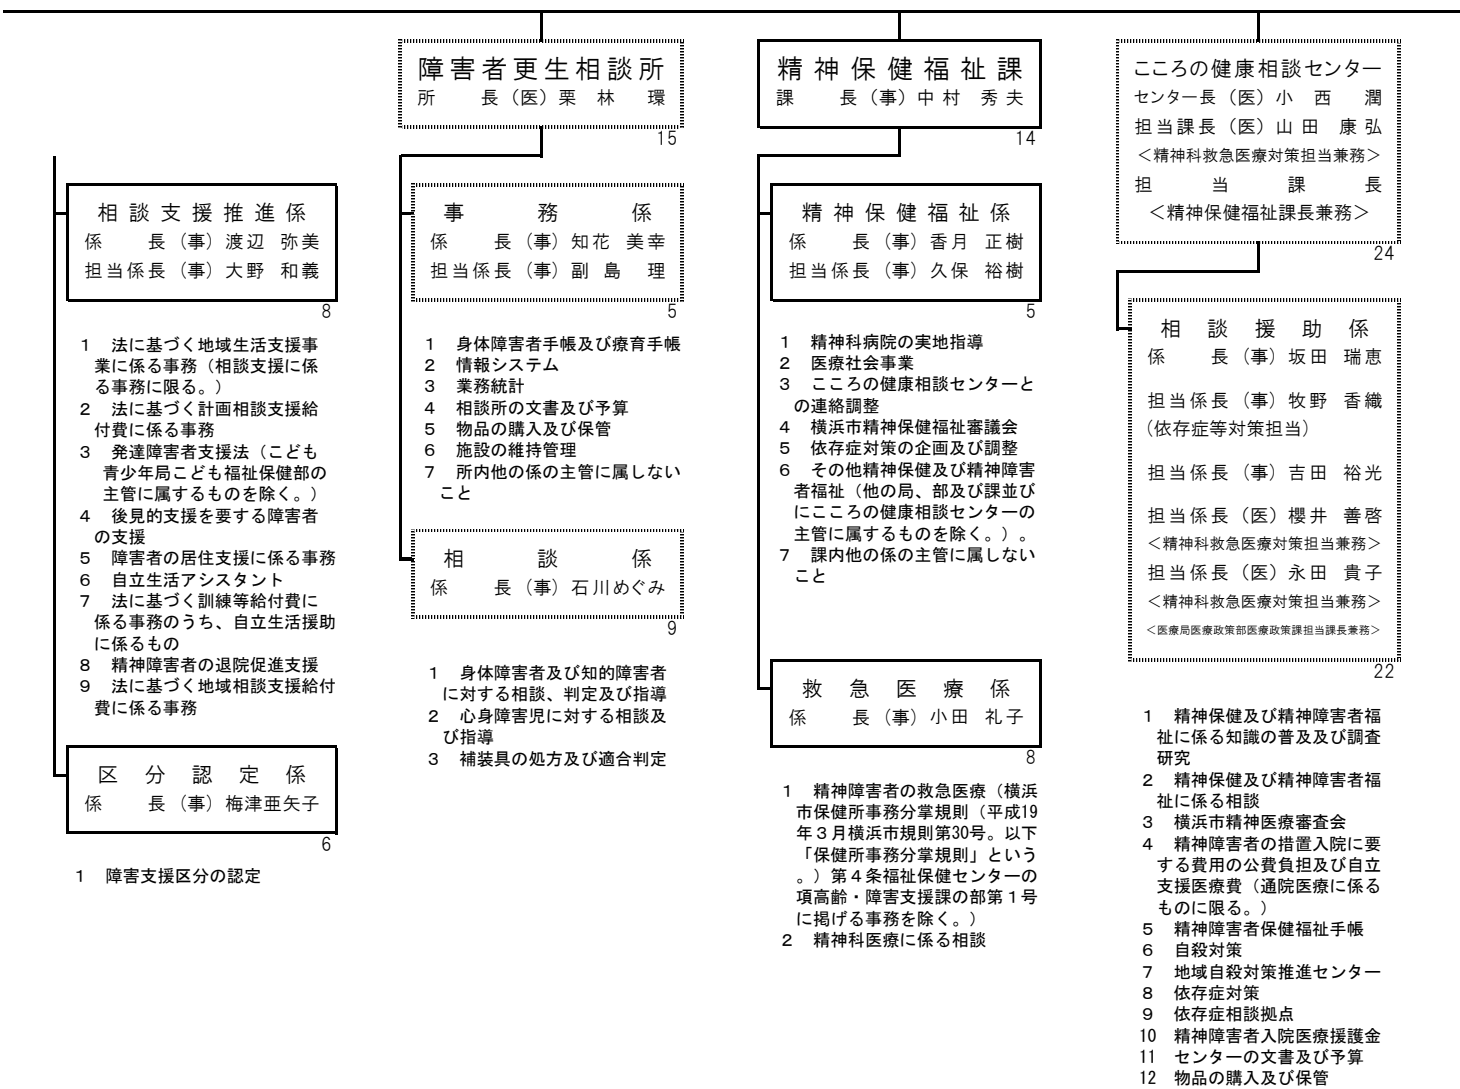 相談支援推進係
係　　長（事）渡辺　弥美
担当係長（事）大野　和義
8
1　法に基づく地域生活支援事
業に係る事務（相談支援に係
る事務に限る。）
2　法に基づく計画相談支援給
付費に係る事務
3　発達障害者支援法（こども
青少年局こども福祉保健部の
主管に属するものを除く。）
4　後見的支援を要する障害者
の支援
5　障害者の居住支援に係る事務
6　自立生活アシスタント
7　法に基づく訓練等給付費に
係る事務のうち、自立生活援助
に係るもの
8　精神障害者の退院促進支援
9　法に基づく地域相談支援給付
費に係る事務
区分認定係
係　　長（事）梅津亜矢子
6
1　障害支援区分の認定
障害者更生相談所
所　　長（医）栗　林　　環
15
事　務　係
係　　長（事）知花　美幸
担当係長（事）副　島　　理
5
1　身体障害者手帳及び療育手帳
2　情報システム
3　業務統計
4　相談所の文書及び予算
5　物品の購入及び保管
6　施設の維持管理
7　所内他の係の主管に属しない
こと
相　談　係
係　　長（事）石川めぐみ
9
1　身体障害者及び知的障害者
に対する相談、判定及び指導
2　心身障害児に対する相談及
び指導
3　補装具の処方及び適合判定
精神保健福祉課
課　　長（事）中村　秀夫
14
精神保健福祉係
係　　長（事）香月　正樹
担当係長（事）久保　裕樹
5
1　精神科病院の実地指導
2　医療社会事業
3　こころの健康相談センターと
の連絡調整
4　横浜市精神保健福祉審議会
5　依存症対策の企画及び調整
6　その他精神保健及び精神障害
者福祉（他の局、部及び課並び
にこころの健康相談センターの
主管に属するものを除く。）。
7　課内他の係の主管に属しない
こと
救急医療係
係　　長（事）小田　礼子
8
1　精神障害者の救急医療（横浜
市保健所事務分掌規則（平成19
年３月横浜市規則第30号。以下
「保健所事務分掌規則」という
。）第４条福祉保健センターの
項高齢・障害支援課の部第１号
に掲げる事務を除く。）
2　精神科医療に係る相談
こころの健康相談センター
センター長（医）小　西　　潤
担当課長（医）山田　康弘
＜精神科救急医療対策担当兼務＞
担　当　課　長
＜精神保健福祉課長兼務＞
24
相談援助係
係　　長（事）坂田　瑞恵
担当係長（事）牧野　香織
（依存症等対策担当）
担当係長（事）吉田　裕光
担当係長（医）櫻井　善啓
＜精神科救急医療対策担当兼務＞
担当係長（医）永田　貴子
＜精神科救急医療対策担当兼務＞
＜医療局医療政策部医療政策課担当課長兼務＞
22
1　精神保健及び精神障害者福
祉に係る知識の普及及び調査
研究
2　精神保健及び精神障害者福
祉に係る相談
3　横浜市精神医療審査会
4　精神障害者の措置入院に要
する費用の公費負担及び自立
支援医療費（通院医療に係る
ものに限る。）
5　精神障害者保健福祉手帳
6　自殺対策
7　地域自殺対策推進センター
8　依存症対策
9　依存症相談拠点
10　精神障害者入院医療援護金
11　センターの文書及び予算
12　物品の購入及び保管